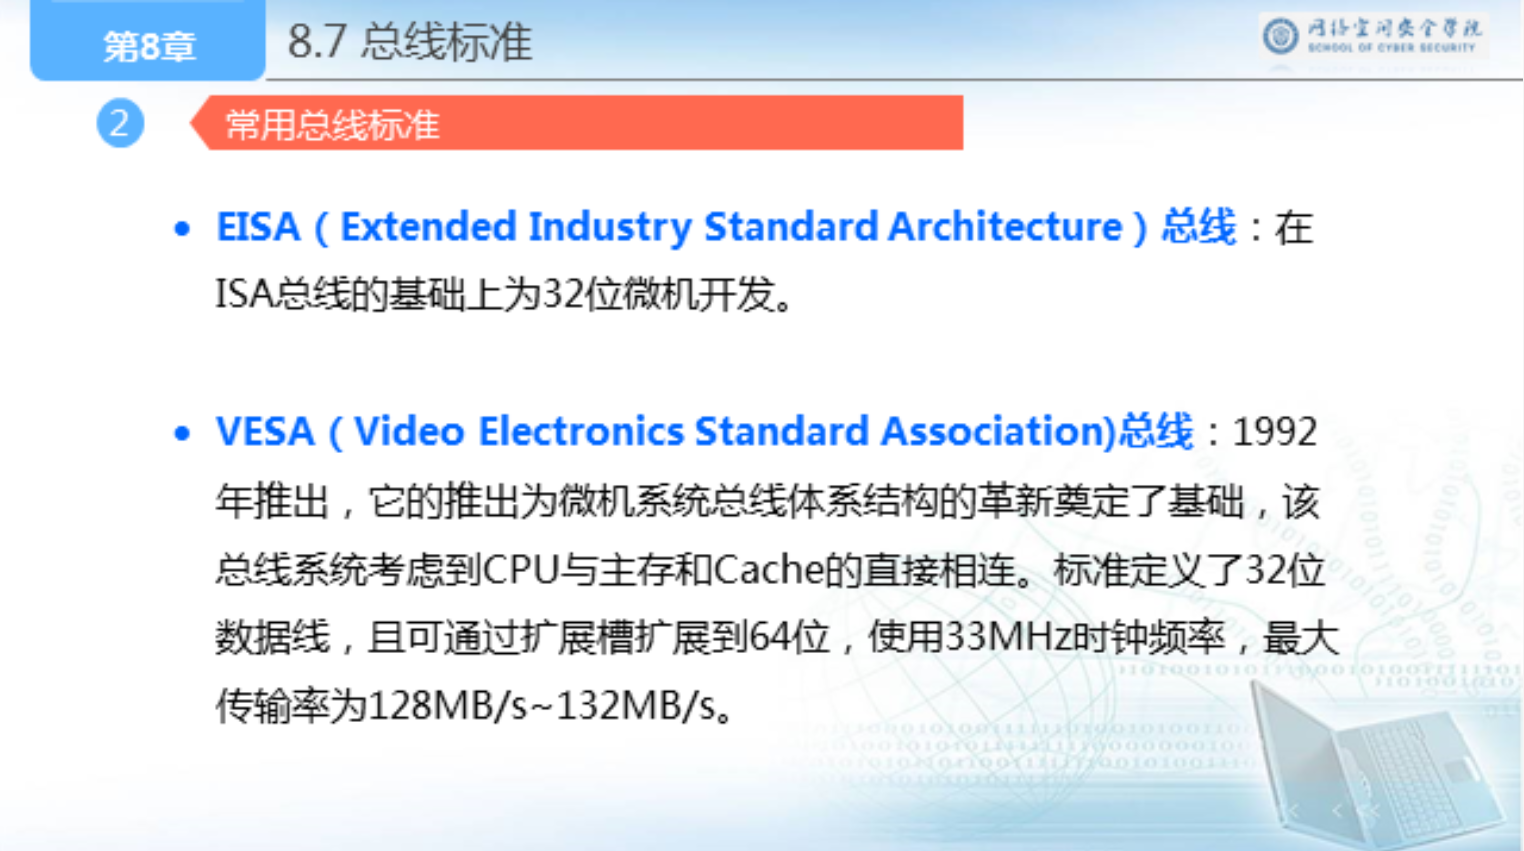 第8章
8.7 总线标准
网络空间安全学院
SCHOOL OF CYBER SECURITY
2
常用总线标准
• EISA（Extended Industry Standard Architecture）总线：在
ISA总线的基础上为32位微机开发。
• VESA（Video Electronics Standard Association)总线：1992
年推出，它的推出为微机系统总线体系结构的革新奠定了基础，该
总线系统考虑到CPU与主存和Cache的直接相连。标准定义了32位
数据线，且可通过扩展槽扩展到64位，使用33MHz时钟频率，最大
传输率为128MB/s~132MB/s。